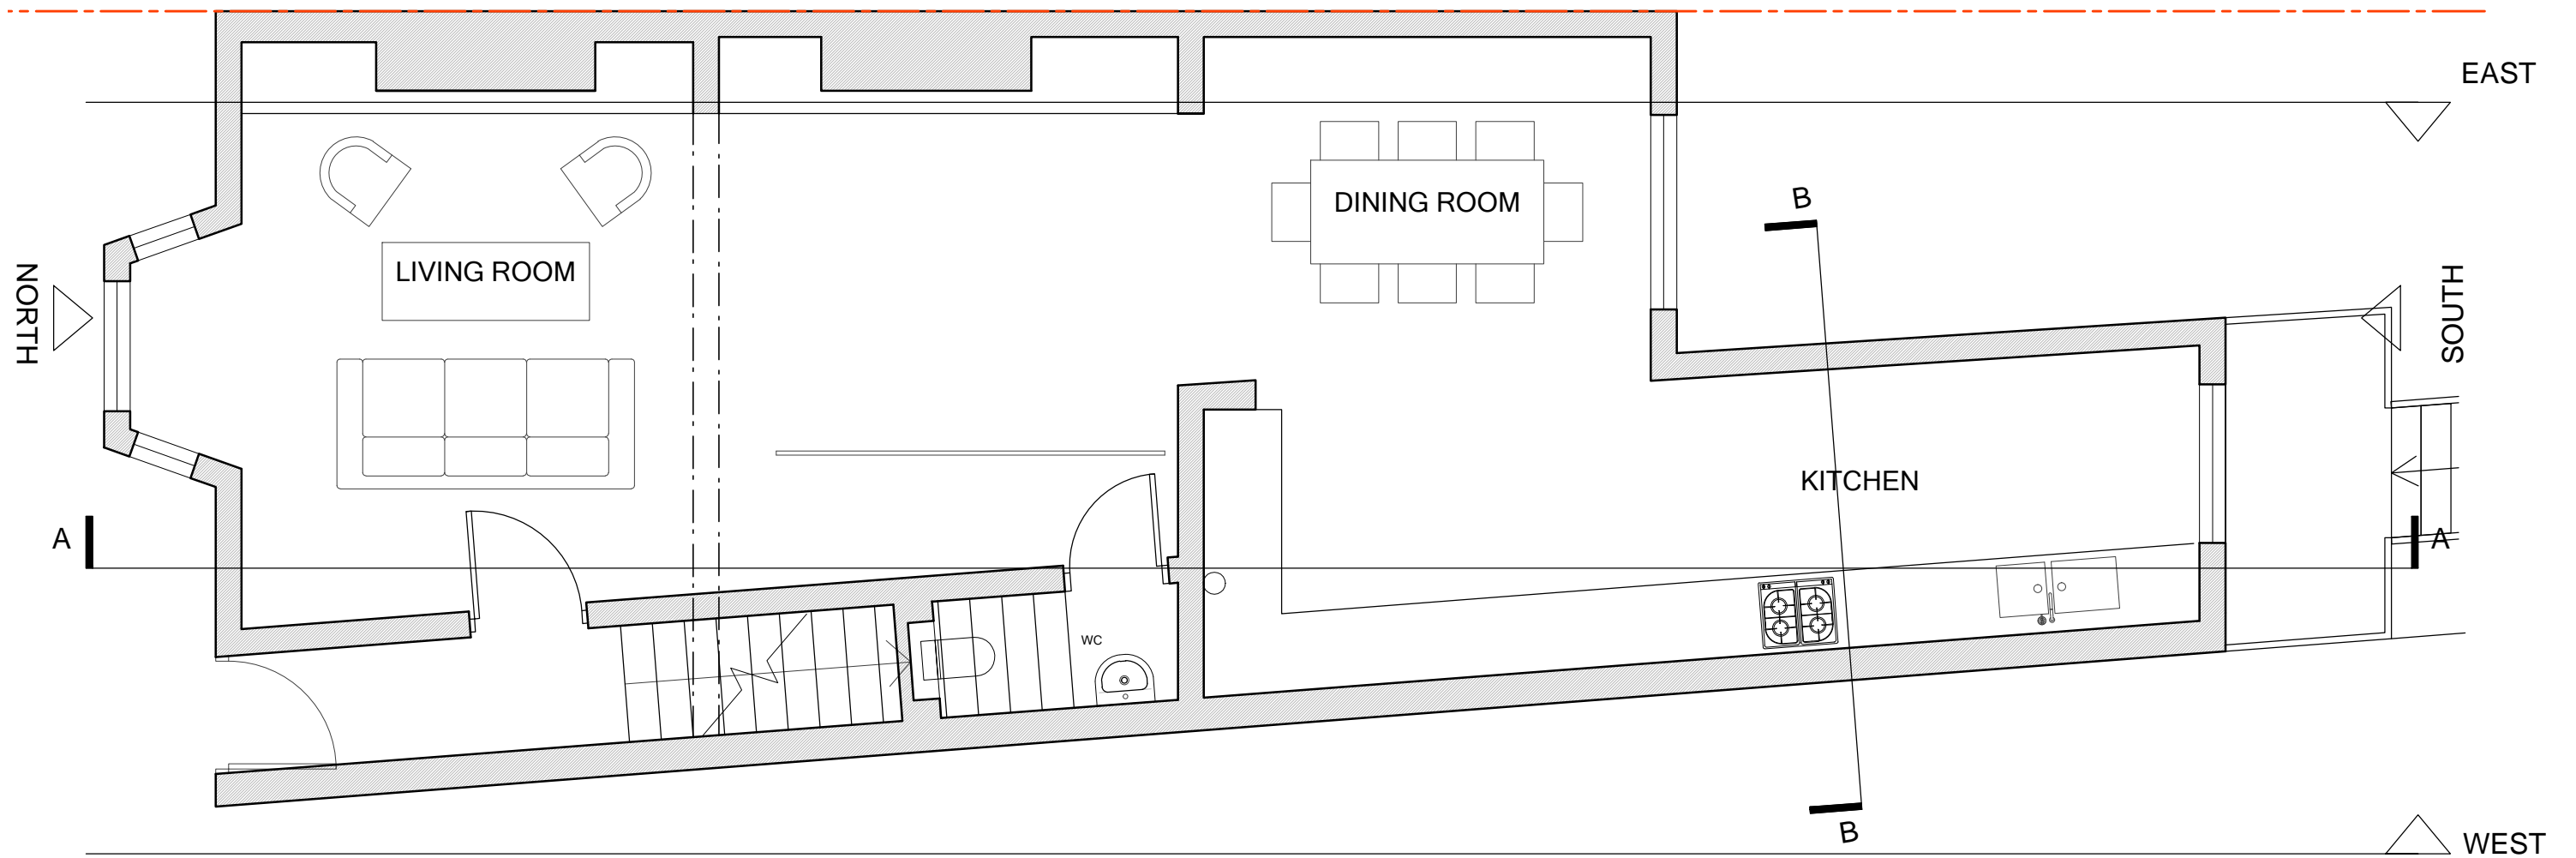 EAST
B
DINING ROOM
LIVING ROOM
NORTH
SOUTH
KITCHEN
A
A
WC
B
WEST